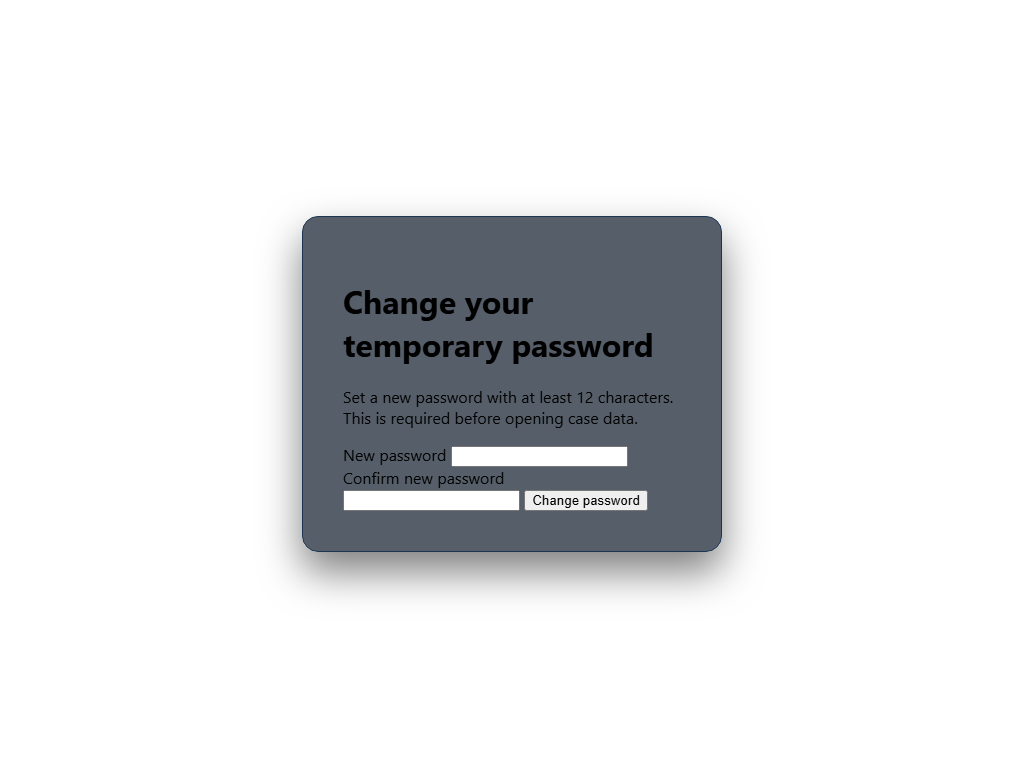 Change your
temporary password
Set a new password with at least 12 characters.
This is required before opening case data.
New password
Confirm new password
Change password